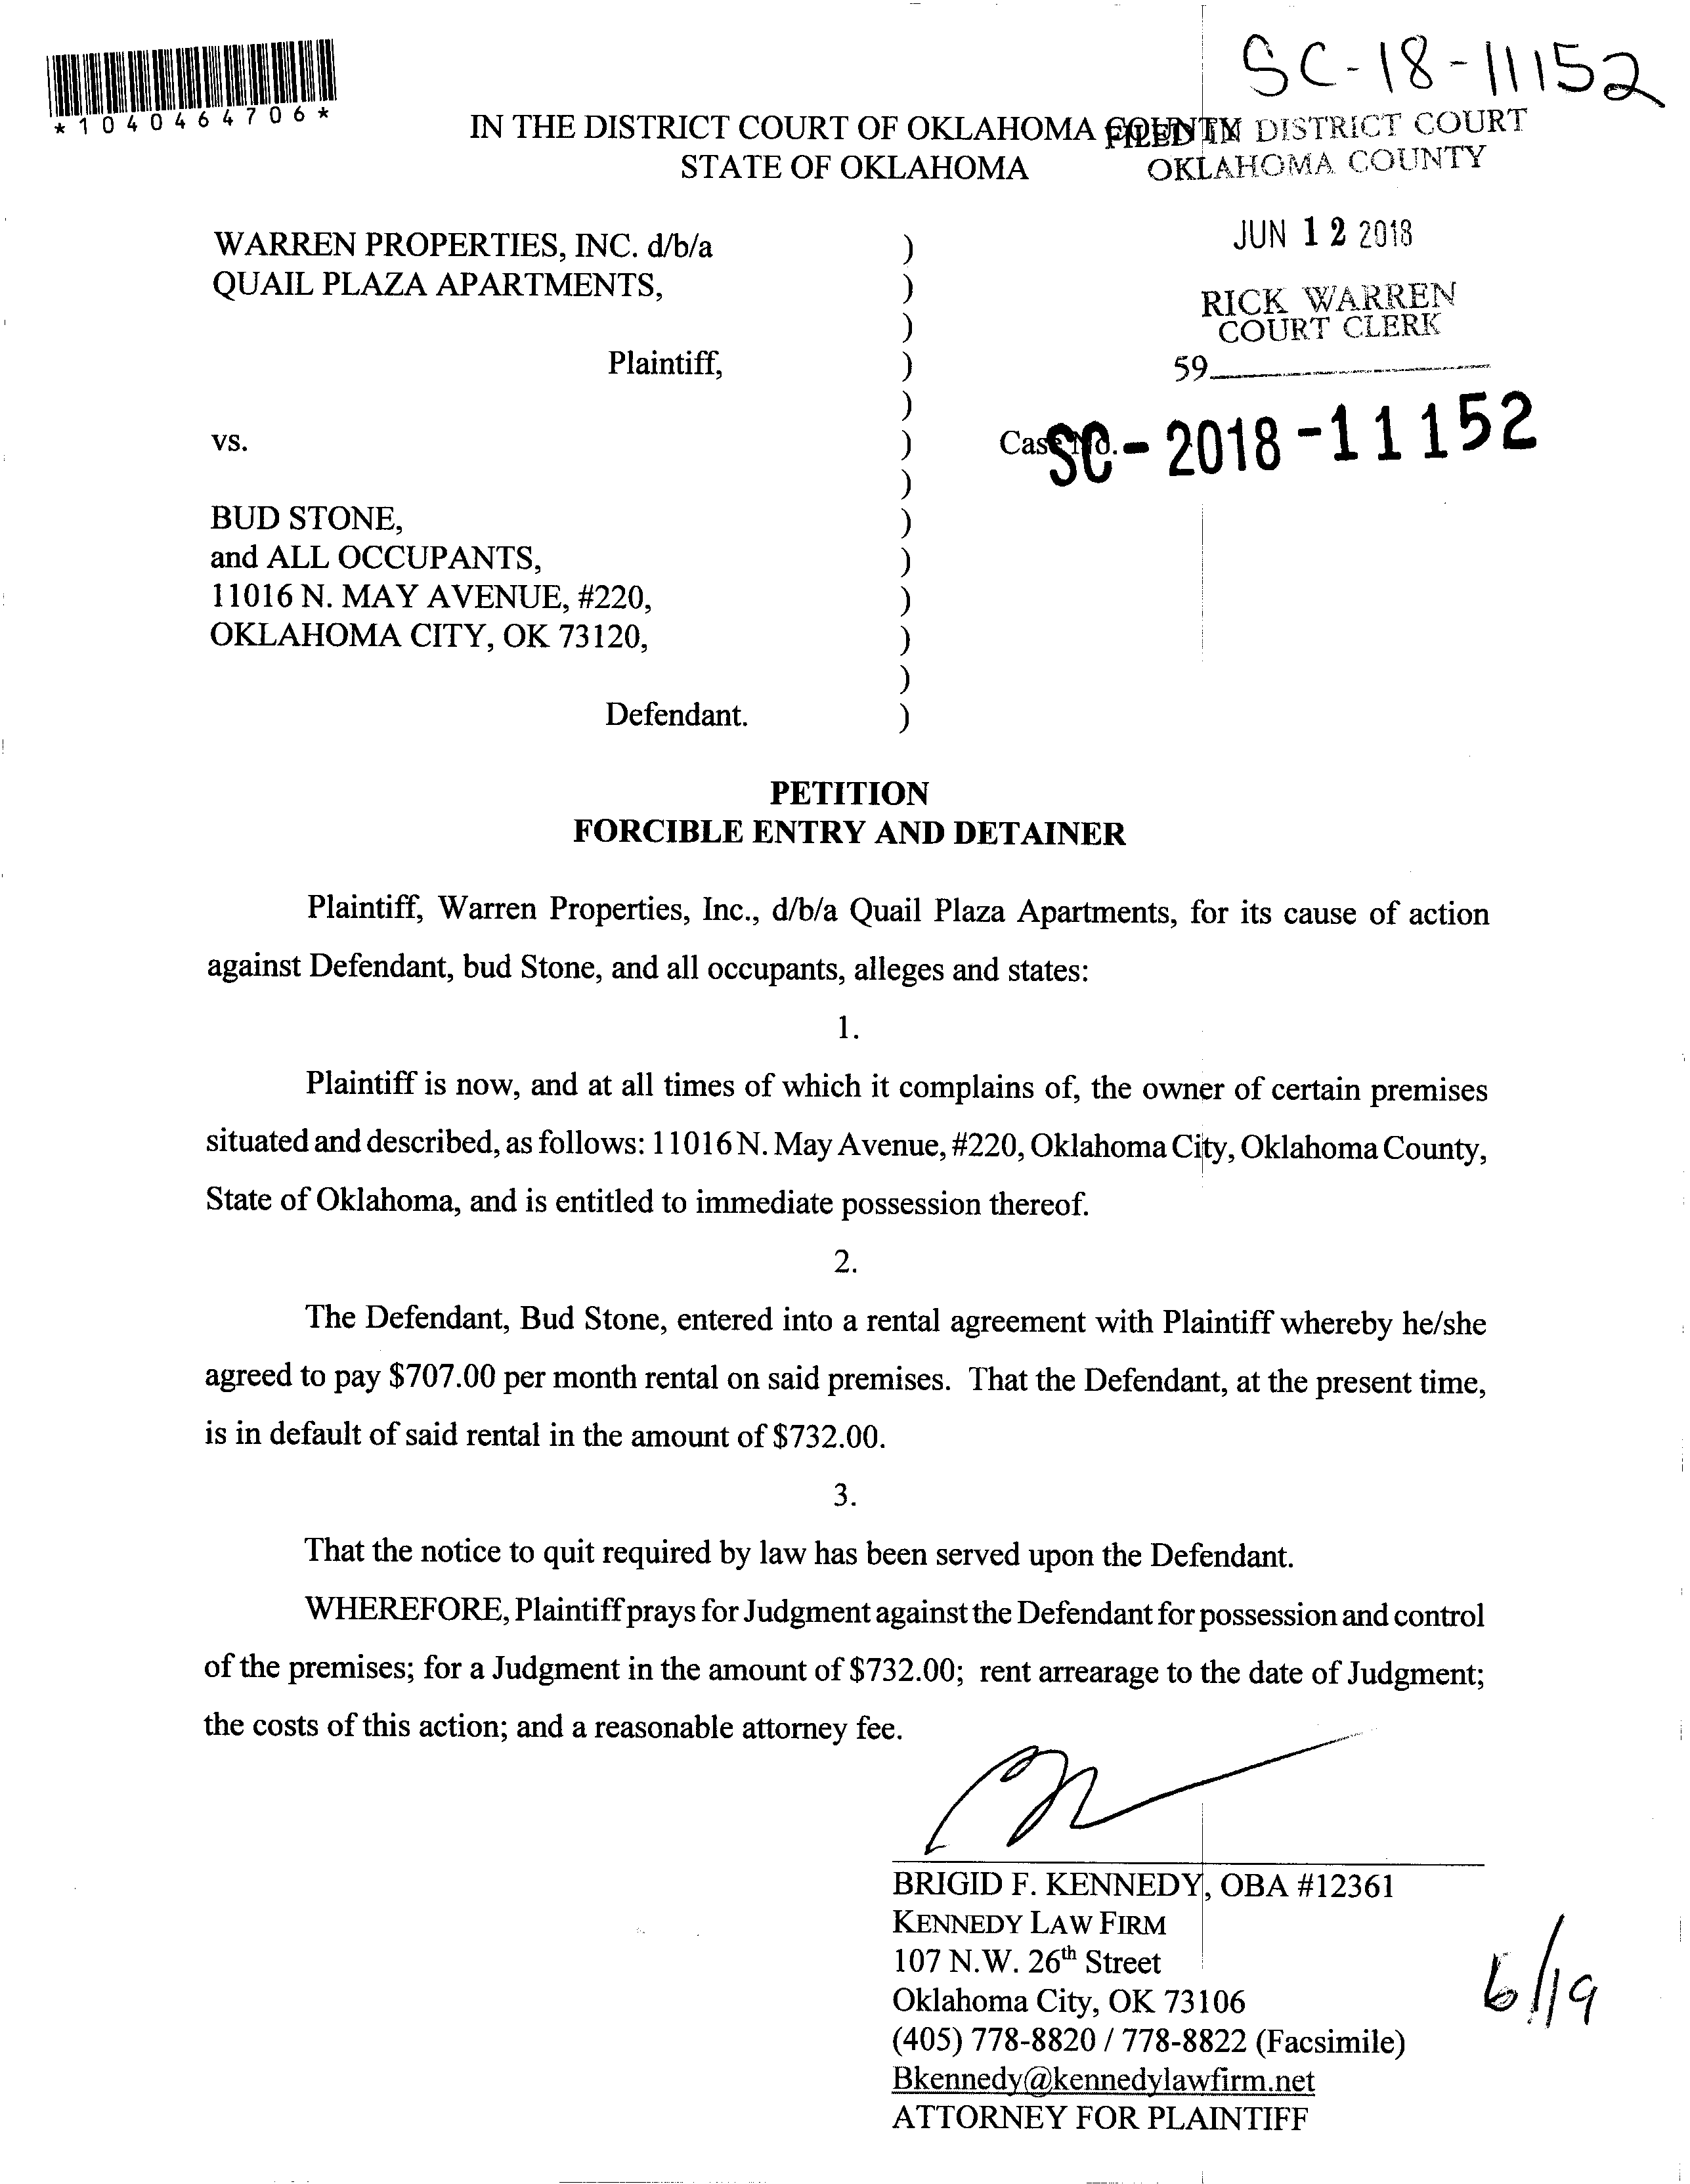 SC-18-11152
*1040464706*
IN THE DISTRICT COURT OF OKLAHOMA COUNTY
STATE OF OKLAHOMA
FILED IN DISTRICT COURT
OKLAHOMA COUNTY
JUN 12 2018
RICK WARREN
COURT CLERK
59
WARREN PROPERTIES, INC. d/b/a )
QUAIL PLAZA APARTMENTS, )
)
Plaintiff, )
)
vs. ) Case No. SC-2018-11152
)
BUD STONE, )
and ALL OCCUPANTS, )
11016 N. MAY AVENUE, #220, )
OKLAHOMA CITY, OK 73120, )
)
Defendant. )
PETITION
FORCIBLE ENTRY AND DETAINER
Plaintiff, Warren Properties, Inc., d/b/a Quail Plaza Apartments, for its cause of action
against Defendant, bud Stone, and all occupants, alleges and states:
1.
Plaintiff is now, and at all times of which it complains of, the owner of certain premises
situated and described, as follows: 11016 N. May Avenue, #220, Oklahoma City, Oklahoma County,
State of Oklahoma, and is entitled to immediate possession thereof.
2.
The Defendant, Bud Stone, entered into a rental agreement with Plaintiff whereby he/she
agreed to pay $707.00 per month rental on said premises. That the Defendant, at the present time,
is in default of said rental in the amount of $732.00.
3.
That the notice to quit required by law has been served upon the Defendant.
WHEREFORE, Plaintiff prays for Judgment against the Defendant for possession and control
of the premises; for a Judgment in the amount of $732.00; rent arrearage to the date of Judgment;
the costs of this action; and a reasonable attorney fee.
BRIGID F. KENNEDY, OBA #12361
KENNEDY LAW FIRM
107 N.W. 26th Street
Oklahoma City, OK 73106
(405) 778-8820 / 778-8822 (Facsimile)
Bkennedy@kennedylawfirm.net
ATTORNEY FOR PLAINTIFF
6/19